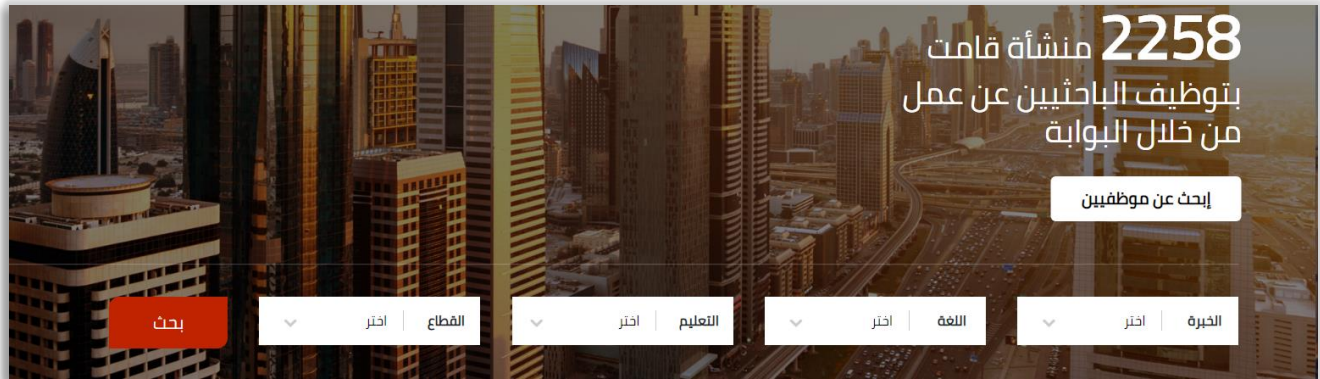 2258 منشأة قامت
بتوظيف الباحثيين عن عمل
من خلال البوابة
إبحث عن موظفيين
الخبرة اختر
اللغة اختر
التعليم اختر
القطاع اختر
بحث